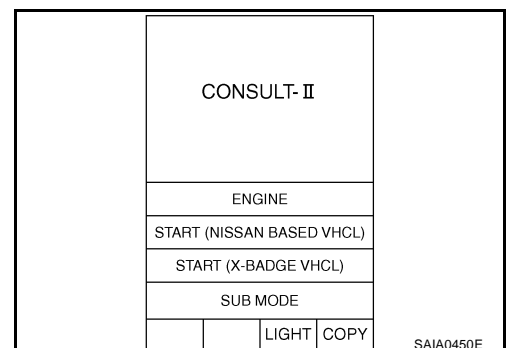 CONSULT-II
ENGINE
START (NISSAN BASED VHCL)
START (X-BADGE VHCL)
SUB MODE
LIGHT COPY
SAIA0450E